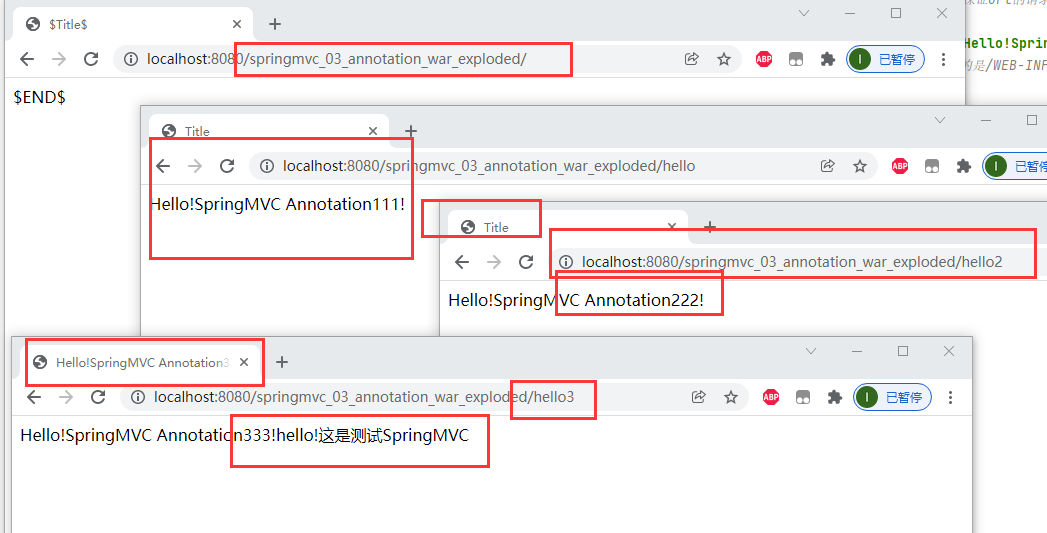 $Title$
localhost:8080/springmvc_03_annotation_war_exploded/
ABP
I
已暂停
$END$
Hello!Spri
的是/WEB-INF
Title
localhost:8080/springmvc_03_annotation_war_exploded/hello
ABP
I
已暂停
Hello!SpringMVC Annotation111!
Title
localhost:8080/springmvc_03_annotation_war_exploded/hello2
Hello!SpringMVC Annotation222!
Hello!SpringMVC Annotation3
localhost:8080/springmvc_03_annotation_war_exploded/hello3
ABP
I
已暂停
Hello!SpringMVC Annotation333!hello!这是测试SpringMVC